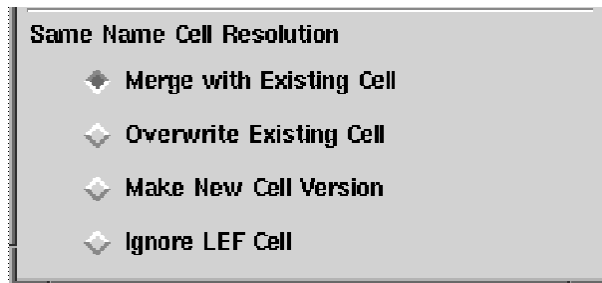 Same Name Cell Resolution
Merge with Existing Cell
Overwrite Existing Cell
Make New Cell Version
Ignore LEF Cell